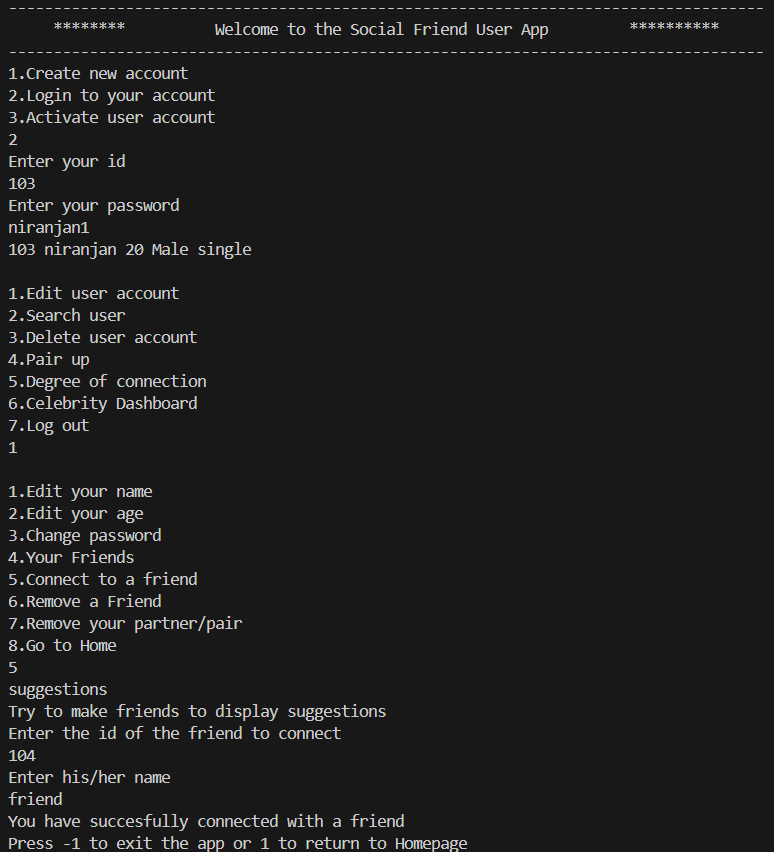 ------------------------------------------------------------------------------------
******** Welcome to the Social Friend User App **********
------------------------------------------------------------------------------------
1.Create new account
2.Login to your account
3.Activate user account
2
Enter your id
103
Enter your password
niranjan1
103 niranjan 20 Male single
1.Edit user account
2.Search user
3.Delete user account
4.Pair up
5.Degree of connection
6.Celebrity Dashboard
7.Log out
1
1.Edit your name
2.Edit your age
3.Change password
4.Your Friends
5.Connect to a friend
6.Remove a Friend
7.Remove your partner/pair
8.Go to Home
5
suggestions
Try to make friends to display suggestions
Enter the id of the friend to connect
104
Enter his/her name
friend
You have succesfully connected with a friend
Press -1 to exit the app or 1 to return to Homepage